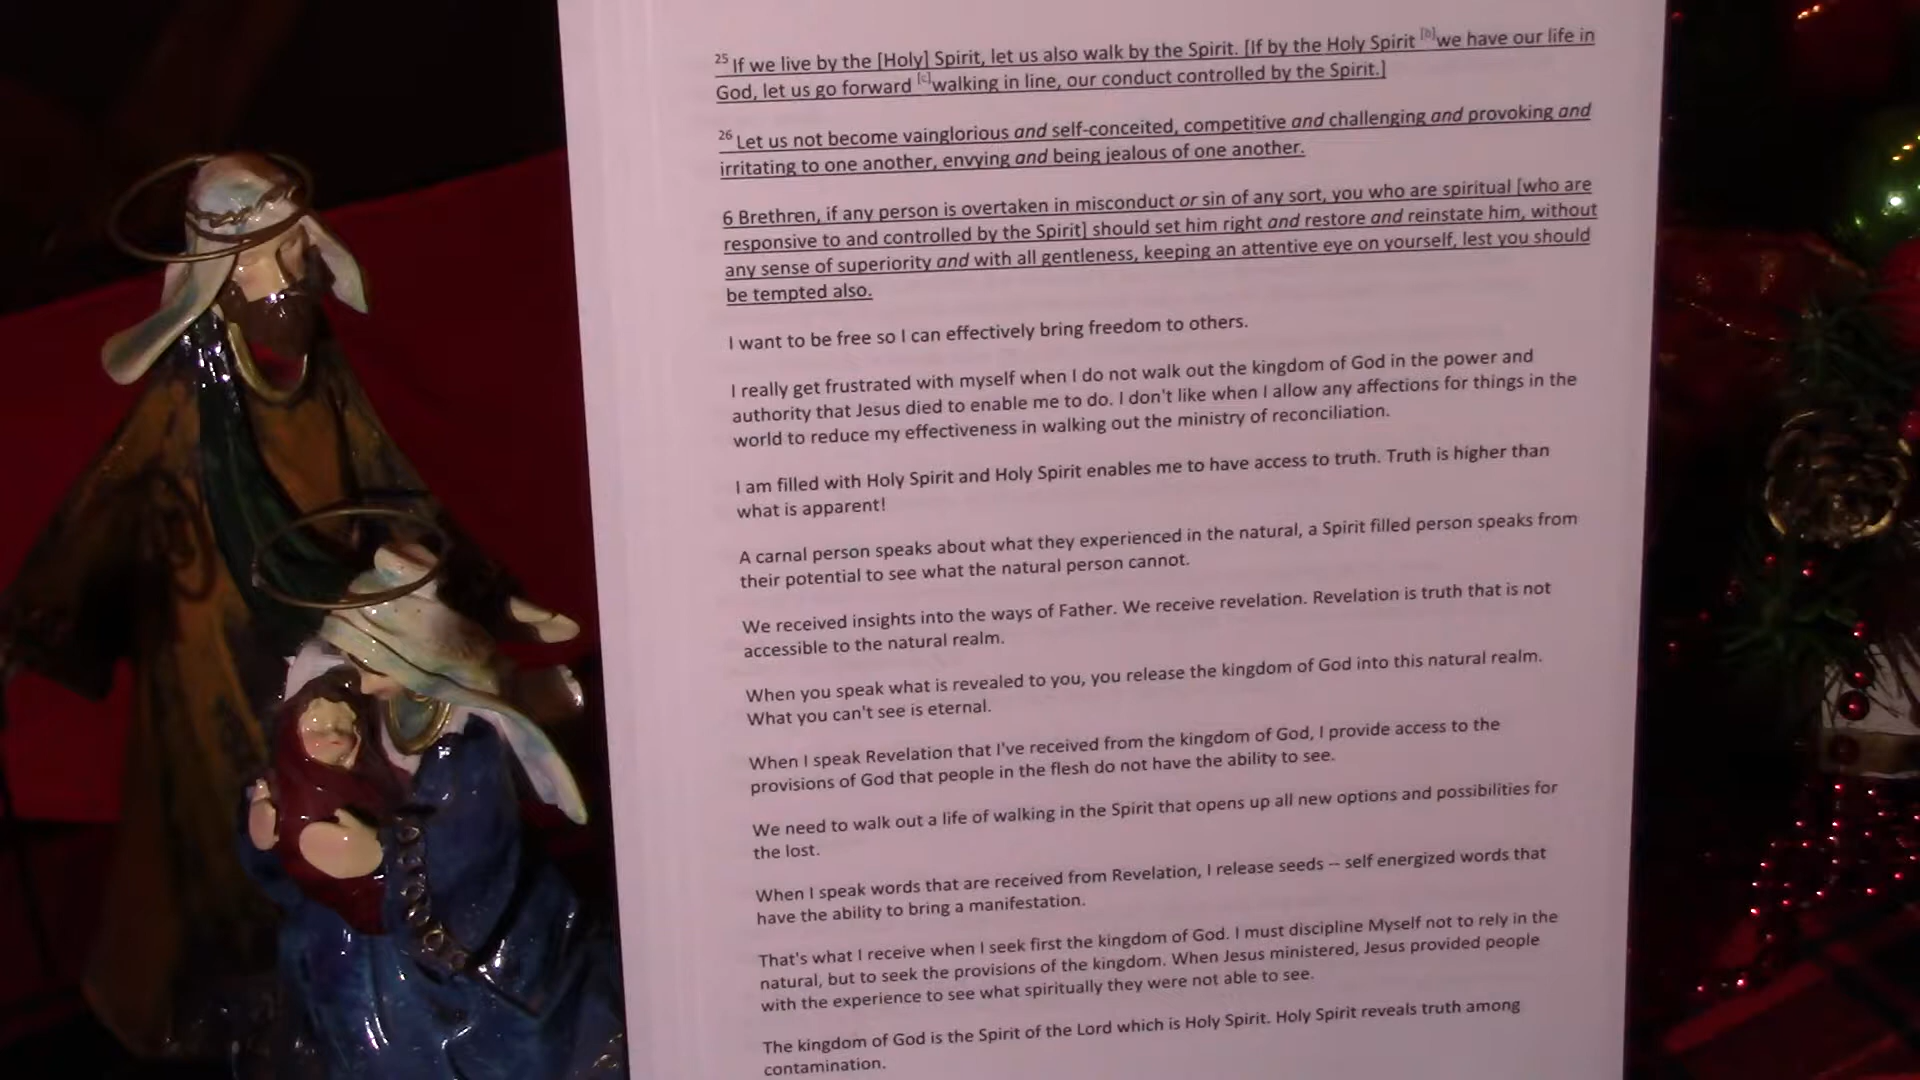 25 If we live by the [Holy] Spirit, let us also walk by the Spirit. [If by the Holy Spirit [b]we have our life in
God, let us go forward [c]walking in line, our conduct controlled by the Spirit.]
26 Let us not become vainglorious and self-conceited, competitive and challenging and provoking and
irritating to one another, envying and being jealous of one another.
6 Brethren, if any person is overtaken in misconduct or sin of any sort, you who are spiritual [who are
responsive to and controlled by the Spirit] should set him right and restore and reinstate him, without
any sense of superiority and with all gentleness, keeping an attentive eye on yourself, lest you should
be tempted also.
I want to be free so I can effectively bring freedom to others.
I really get frustrated with myself when I do not walk out the kingdom of God in the power and
authority that Jesus died to enable me to do. I don't like when I allow any affections for things in the
world to reduce my effectiveness in walking out the ministry of reconciliation.
I am filled with Holy Spirit and Holy Spirit enables me to have access to truth. Truth is higher than
what is apparent!
A carnal person speaks about what they experienced in the natural, a Spirit filled person speaks from
their potential to see what the natural person cannot.
We received insights into the ways of Father. We receive revelation. Revelation is truth that is not
accessible to the natural realm.
When you speak what is revealed to you, you release the kingdom of God into this natural realm.
What you can't see is eternal.
When I speak Revelation that I've received from the kingdom of God, I provide access to the
provisions of God that people in the flesh do not have the ability to see.
We need to walk out a life of walking in the Spirit that opens up all new options and possibilities for
the lost.
When I speak words that are received from Revelation, I release seeds -- self energized words that
have the ability to bring a manifestation.
That's what I receive when I seek first the kingdom of God. I must discipline Myself not to rely in the
natural, but to seek the provisions of the kingdom. When Jesus ministered, Jesus provided people
with the experience to see what spiritually they were not able to see.
The kingdom of God is the Spirit of the Lord which is Holy Spirit. Holy Spirit reveals truth among
contamination.